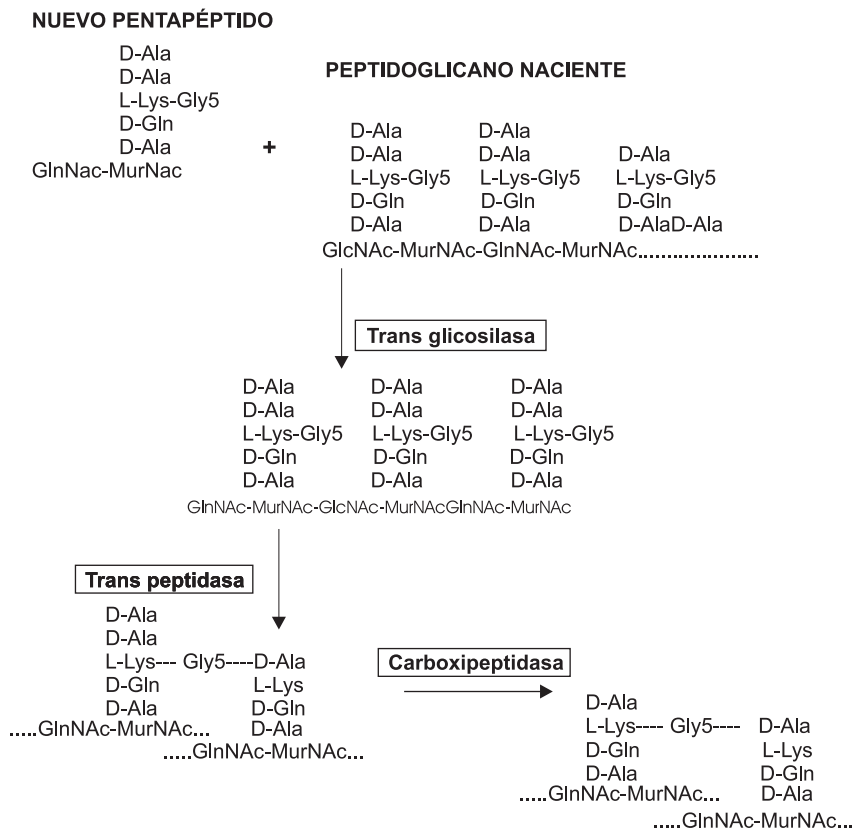 NUEVO PENTAPÉPTIDO
D-Ala
D-Ala
L-Lys-Gly5
D-Gln
D-Ala
GlnNac-MurNac
+
PEPTIDOGLICANO NACIENTE
D-Ala D-Ala
D-Ala D-Ala D-Ala
L-Lys-Gly5 L-Lys-Gly5 L-Lys-Gly5
D-Gln D-Gln D-Gln
D-Ala D-Ala D-AlaD-Ala
GlcNAc-MurNAc-GlnNAc-MurNAc.....................
Trans glicosilasa
D-Ala D-Ala D-Ala
D-Ala D-Ala D-Ala
L-Lys-Gly5 L-Lys-Gly5 L-Lys-Gly5
D-Gln D-Gln D-Gln
D-Ala D-Ala D-Ala
GlnNAc-MurNAc-GlcNAc-MurNAcGlnNAc-MurNAc
Trans peptidasa
D-Ala
D-Ala
L-Lys--- Gly5----D-Ala
D-Gln L-Lys
D-Ala D-Gln
.....GlnNAc-MurNAc... D-Ala
.....GlnNAc-MurNAc...
Carboxipeptidasa
D-Ala
L-Lys---- Gly5---- D-Ala
D-Gln L-Lys
D-Ala D-Gln
.....GlnNAc-MurNAc... D-Ala
.....GlnNAc-MurNAc...